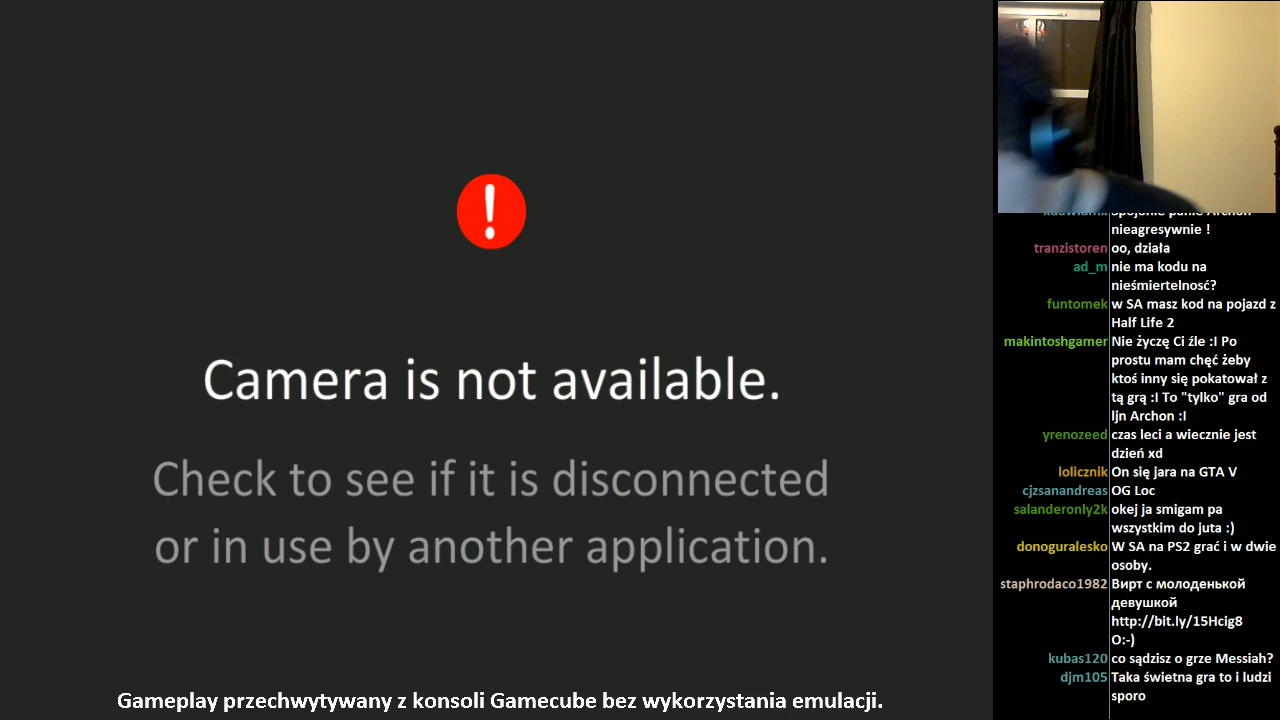 !
Camera is not available.
Check to see if it is disconnected
or in use by another application.
Gameplay przechwytywany z konsoli Gamecube bez wykorzystania emulacji.
nieagresywnie !
tranzistoren oo, działa
ad_m nie ma kodu na
nieśmiertelność?
funtomek w SA masz kod na pojazd z
Half Life 2
makintoshgamer Nie życzę Ci źle :I Po
prostu mam chęć żeby
ktoś inny się pokatował z
tą grą :I To "tylko" gra od
ljn Archon :I
yrenozeed czas leci a wiecznie jest
dzień xd
lolicznik On się jara na GTA V
cjzsanandreas OG Loc
salanderonly2k okej ja smigam pa
wszystkim do juta :)
donoguralesko W SA na PS2 grać i w dwie
osoby.
staphrodaco1982 Вирт с молоденькой
девушкой
http://bit.ly/15Hcig8
O:-)
kubas120 co sądzisz o grze Messiah?
djm105 Taka świetna gra to i ludzi
sporo